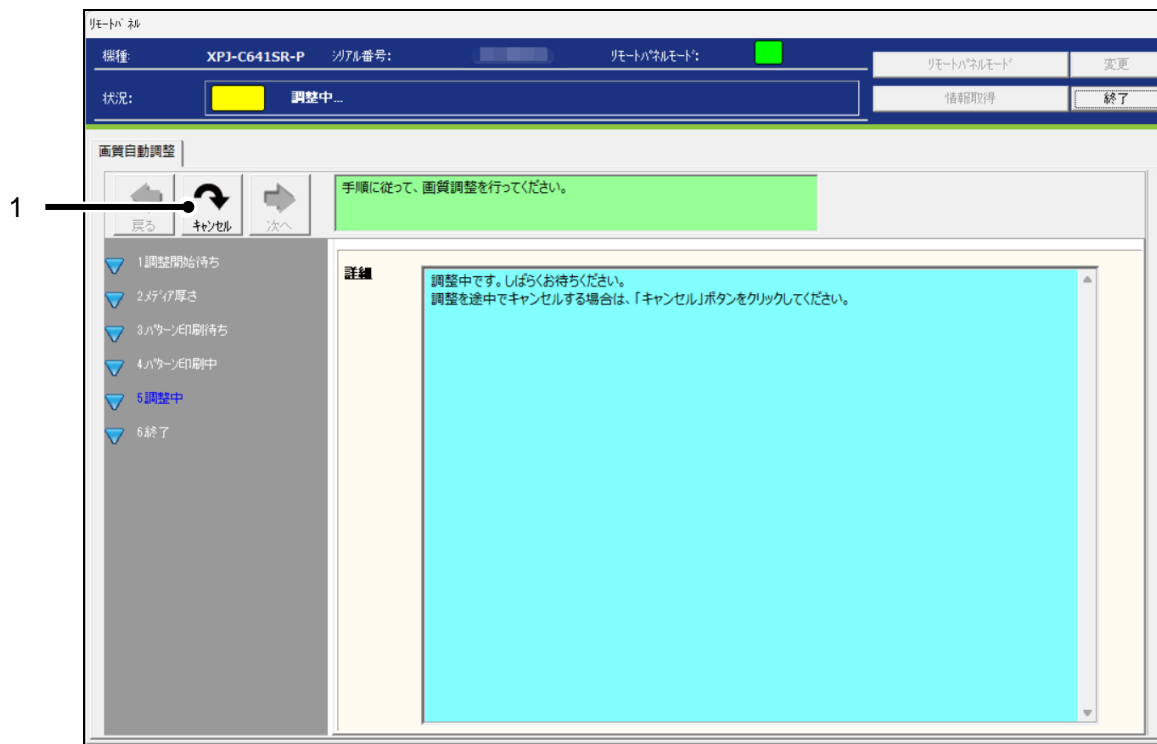 リモートパネル
機種: XPJ-C641SR-P シリアル番号: リモートパネルモード:
リモートパネルモード 変更
状況: 調整中...
情報取得 終了
画質自動調整
1
戻る キャンセル 次へ
手順に従って、画質調整を行ってください。
1.調整開始待ち
2.メディア厚さ
3.パターン印刷待ち
4.パターン印刷中
5.調整中
6.終了
詳細
調整中です。しばらくお待ちください。
調整を途中でキャンセルする場合は、「キャンセル」ボタンをクリックしてください。